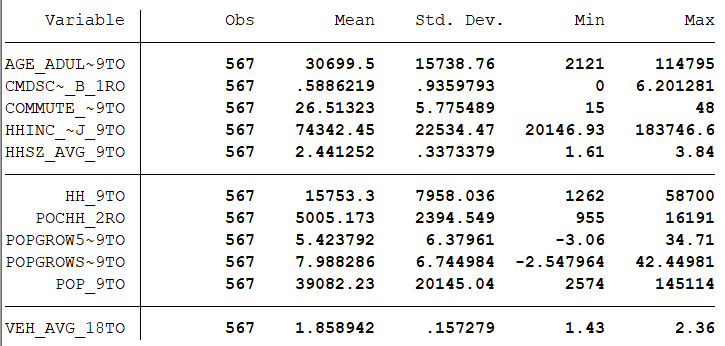 Variable Obs Mean Std. Dev. Min Max
AGE_ADUL~9TO 567 30699.5 15738.76 2121 114795
CMDSC~_B_1RO 567 .5886219 .9359793 0 6.201281
COMMUTE_~9TO 567 26.51323 5.775489 15 48
HHINC_~J_9TO 567 74342.45 22534.47 20146.93 183746.6
HHSZ_AVG_9TO 567 2.441252 .3373379 1.61 3.84
HH_9TO 567 15753.3 7958.036 1262 58700
POCHH_2RO 567 5005.173 2394.549 955 16191
POPGROW5~9TO 567 5.423792 6.37961 -3.06 34.71
POPGROWS~9TO 567 7.988286 6.744984 -2.547964 42.44981
POP_9TO 567 39082.23 20145.04 2574 145114
VEH_AVG_18TO 567 1.858942 .157279 1.43 2.36